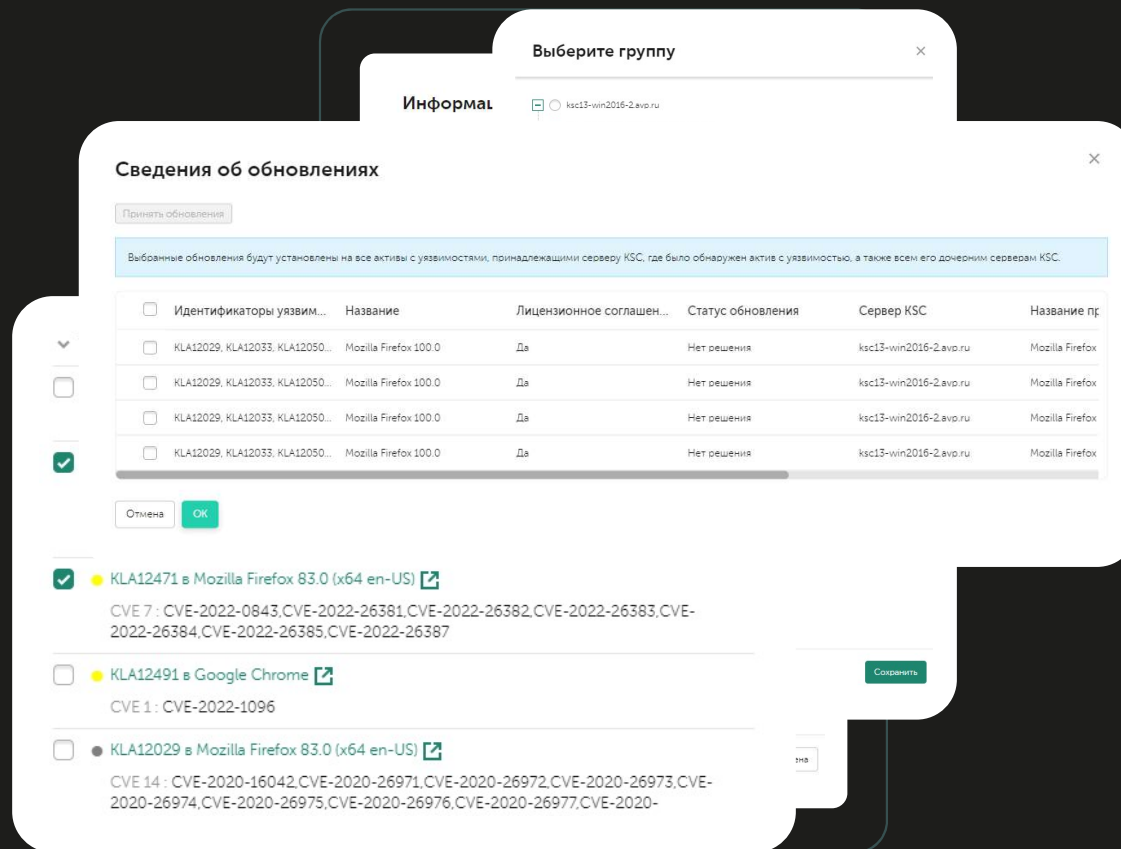 Выберите группу
ksc13-win2016-2.avp.ru
Информац
Сведения об обновлениях
Принять обновления
Выбранные обновления будут установлены на все активы с уязвимостями, принадлежащими серверу KSC, где было обнаружен актив с уязвимостью, а также всем его дочерним серверам KSC.
Идентификаторы уязвим... Название Лицензионное соглашен... Статус обновления Сервер KSC Название пр
KLA12029, KLA12033, KLA12050... Mozilla Firefox 100.0 Да Нет решения ksc13-win2016-2.avp.ru Mozilla Firefox
KLA12029, KLA12033, KLA12050... Mozilla Firefox 100.0 Да Нет решения ksc13-win2016-2.avp.ru Mozilla Firefox
KLA12029, KLA12033, KLA12050... Mozilla Firefox 100.0 Да Нет решения ksc13-win2016-2.avp.ru Mozilla Firefox
KLA12029, KLA12033, KLA12050... Mozilla Firefox 100.0 Да Нет решения ksc13-win2016-2.avp.ru Mozilla Firefox
Отмена OK
KLA12471 в Mozilla Firefox 83.0 (x64 en-US)
CVE 7 : CVE-2022-0843,CVE-2022-26381,CVE-2022-26382,CVE-2022-26383,CVE-
2022-26384,CVE-2022-26385,CVE-2022-26387
KLA12491 в Google Chrome
Сохранить
CVE 1 : CVE-2022-1096
KLA12029 в Mozilla Firefox 83.0 (x64 en-US)
ена
CVE 14 : CVE-2020-16042,CVE-2020-26971,CVE-2020-26972,CVE-2020-26973,CVE-
2020-26974,CVE-2020-26975,CVE-2020-26976,CVE-2020-26977,CVE-2020-